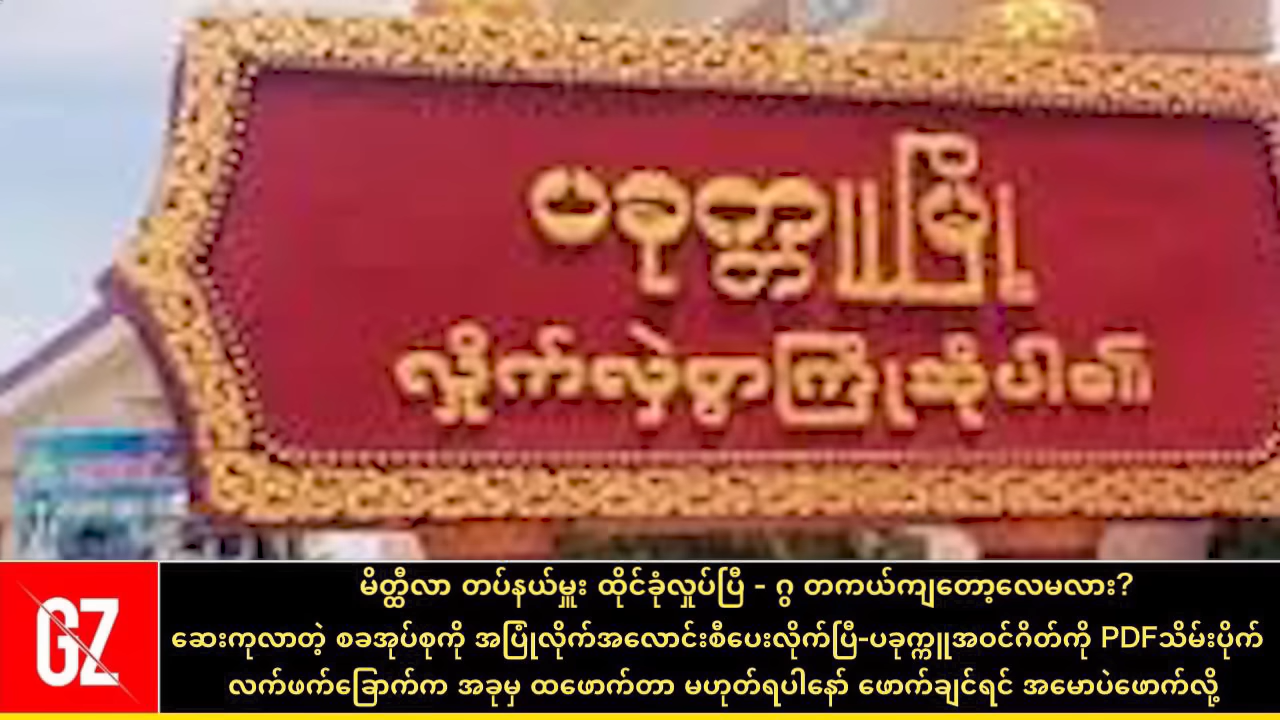 ပခုက္ကူမြို့
လှိုက်လှဲစွာကြိုဆိုပါ၏
GZ
မိတ္ထီလာ တပ်နယ်မှူး ထိုင်ခုံလှုပ်ပြီ - ဂွ တကယ်ကျတော့လေမလား?
ဆေးကုလာတဲ့ စခအုပ်စုကို အပြုံလိုက်အလောင်းစီပေးလိုက်ပြီ-ပခုက္ကူအဝင်ဂိတ်ကို PDFသိမ်းပိုက်
လက်ဖက်ခြောက်က အခုမှ ထဖောက်တာ မဟုတ်ရပါနော် ဖောက်ချင်ရင် အမောပဲဖောက်လို့